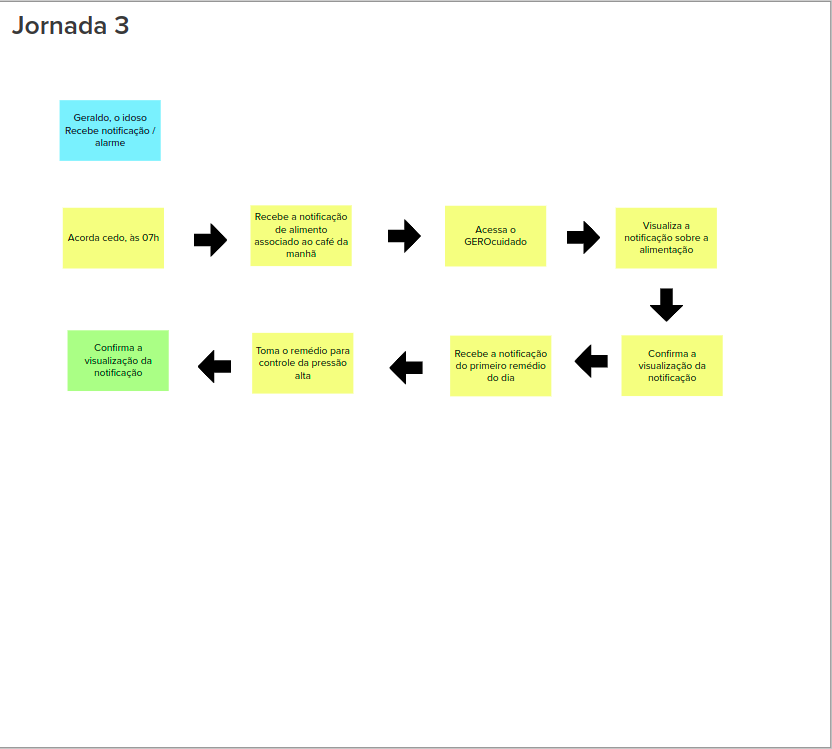 Jornada 3
Geraldo, o idoso
Recebe notificação /
alarme
Acorda cedo, às 07h
Recebe a notificação
de alimento
associado ao café da
manhã
Acessa o
GEROcuidado
Visualiza a
notificação sobre a
alimentação
Confirma a
visualização da
notificação
Recebe a notificação
do primeiro remédio
do dia
Toma o remédio para
controle da pressão
alta
Confirma a
visualização da
notificação